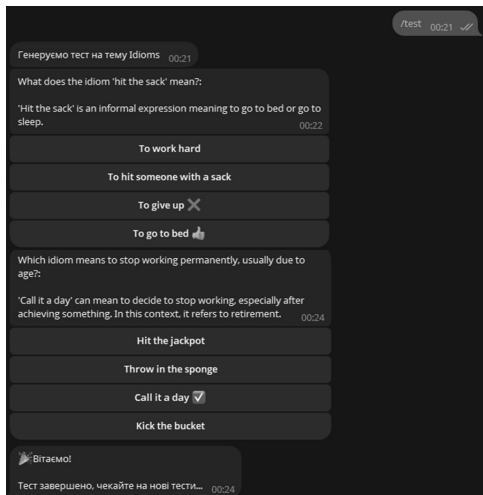 /test 00:21
Генеруємо тест на тему Idioms 00:21
What does the idiom 'hit the sack' mean?:
'Hit the sack' is an informal expression meaning to go to bed or go to
sleep.
00:22
To work hard
To hit someone with a sack
To give up ❌
To go to bed 👍
Which idiom means to stop working permanently, usually due to
age?:
'Call it a day' can mean to decide to stop working, especially after
achieving something. In this context, it refers to retirement. 00:24
Hit the jackpot
Throw in the sponge
Call it a day ☑️
Kick the bucket
🎉Вітаємо!
Тест завершено, чекайте на нові тести... 00:24